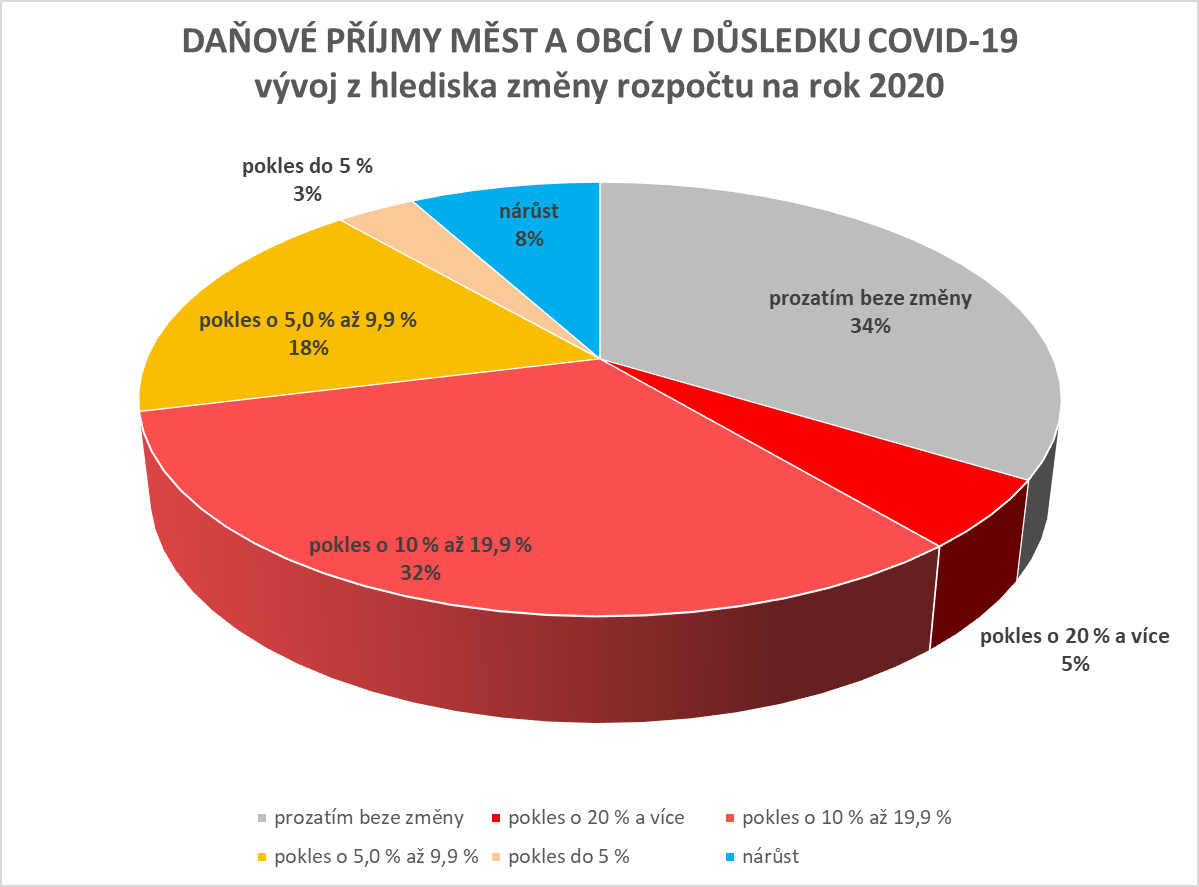 DAŇOVÉ PŘÍJMY MĚST A OBCÍ V DŮSLEDKU COVID-19
vývoj z hlediska změny rozpočtu na rok 2020
pokles do 5 %
3%
nárůst
8%
prozatím beze změny
34%
pokles o 5,0 % až 9,9 %
18%
pokles o 10 % až 19,9 %
32%
pokles o 20 % a více
5%
prozatím beze změny
pokles o 20 % a více
pokles o 10 % až 19,9 %
pokles o 5,0 % až 9,9 %
pokles do 5 %
nárůst